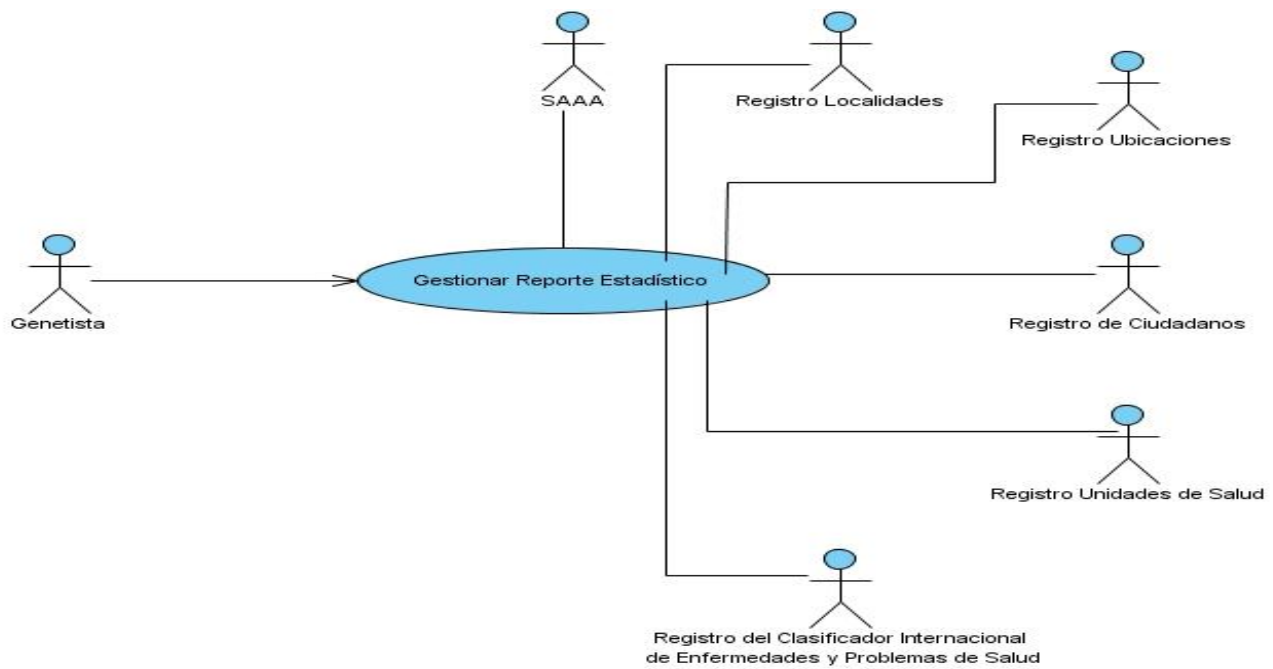 SAAA
Registro Localidades
Registro Ubicaciones
Gestionar Reporte Estadístico
Genetista
Registro de Ciudadanos
Registro Unidades de Salud
Registro del Clasificador Internacional
de Enfermedades y Problemas de Salud